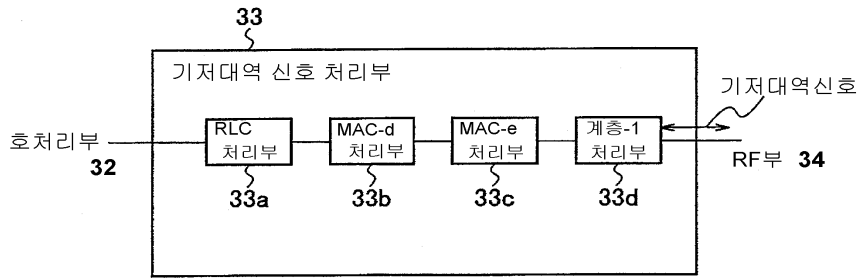 33
기저대역 신호 처리부
기저대역신호
호처리부
32
RLC
처리부
MAC-d
처리부
MAC-e
처리부
계층-1
처리부
RF부 34
33a
33b
33c
33d